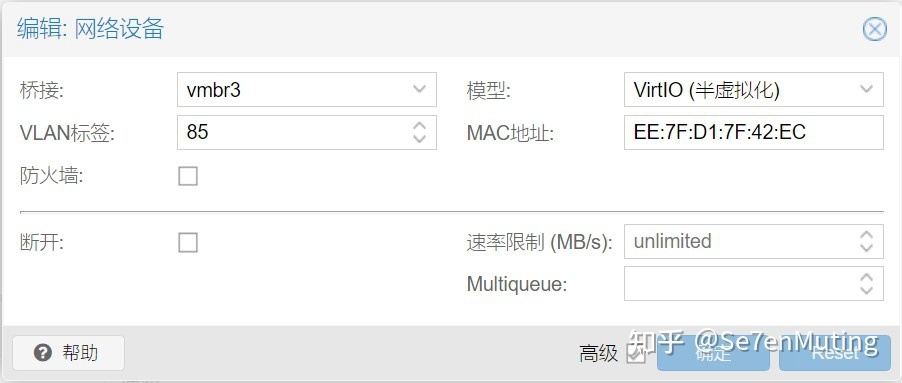 编辑: 网络设备
桥接: vmbr3 模型: VirtIO (半虚拟化)
VLAN标签: 85 MAC地址: EE:7F:D1:7F:42:EC
防火墙:
断开: 速率限制 (MB/s): unlimited
Multiqueue:
帮助 高级 确定 Reset
知乎 @Se7enMuting